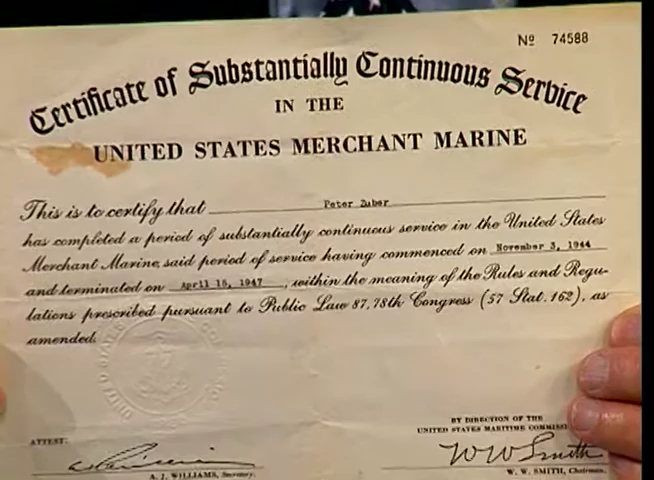 Nº 74588
Certificate of Substantially Continuous Service
IN THE
UNITED STATES MERCHANT MARINE
This is to certify that Peter Zuber
has completed a period of substantially continuous service in the United States
Merchant Marine, said period of service having commenced on November 3, 1944
and terminated on April 15, 1947, within the meaning of the Rules and Regu-
lations prescribed pursuant to Public Law 87, 78th Congress (57 Stat. 162), as
amended.
BY DIRECTION OF THE
UNITED STATES MARITIME COMMISSI
ATTEST:
W W Smith
A. J. WILLIAMS, Secretary.
W. W. SMITH, Chairman.